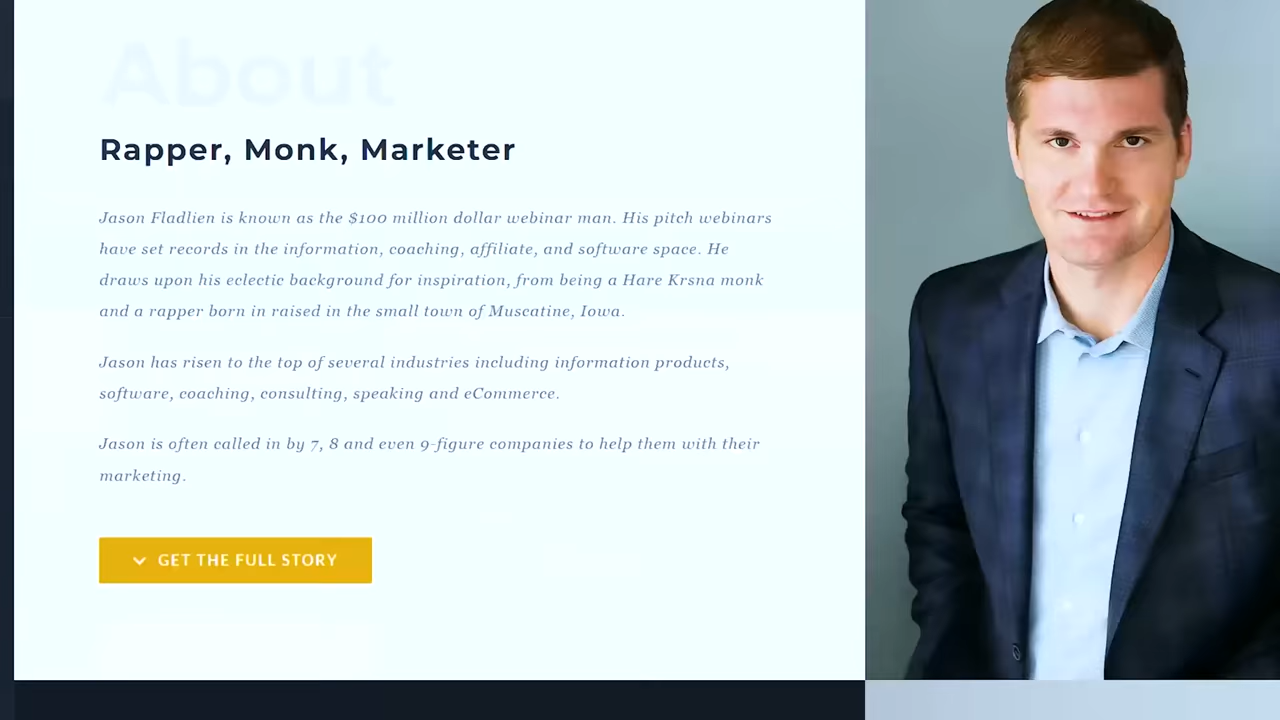 About
Rapper, Monk, Marketer
Jason Fladlien is known as the $100 million dollar webinar man. His pitch webinars
have set records in the information, coaching, affiliate, and software space. He
draws upon his eclectic background for inspiration, from being a Hare Krsna monk
and a rapper born in raised in the small town of Muscatine, Iowa.
Jason has risen to the top of several industries including information products,
software, coaching, consulting, speaking and eCommerce.
Jason is often called in by 7, 8 and even 9-figure companies to help them with their
marketing.
GET THE FULL STORY